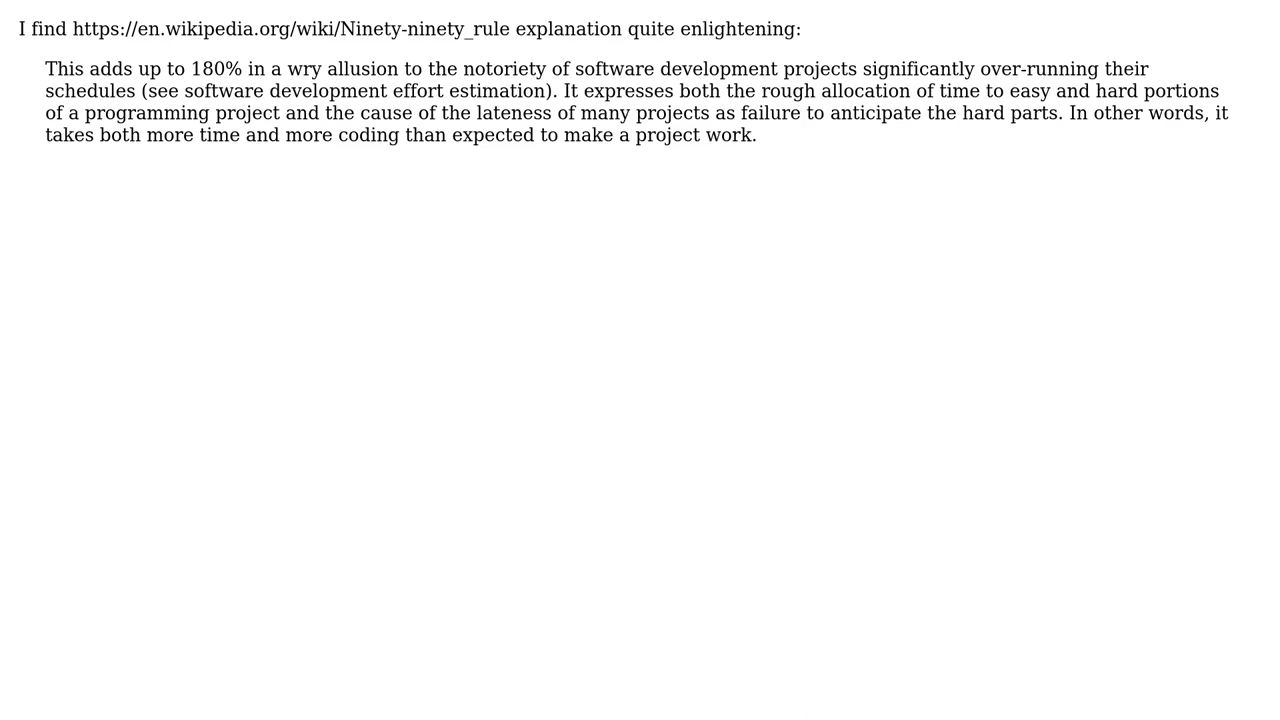 I find https://en.wikipedia.org/wiki/Ninety-ninety_rule explanation quite enlightening:
This adds up to 180% in a wry allusion to the notoriety of software development projects significantly over-running their
schedules (see software development effort estimation). It expresses both the rough allocation of time to easy and hard portions
of a programming project and the cause of the lateness of many projects as failure to anticipate the hard parts. In other words, it
takes both more time and more coding than expected to make a project work.